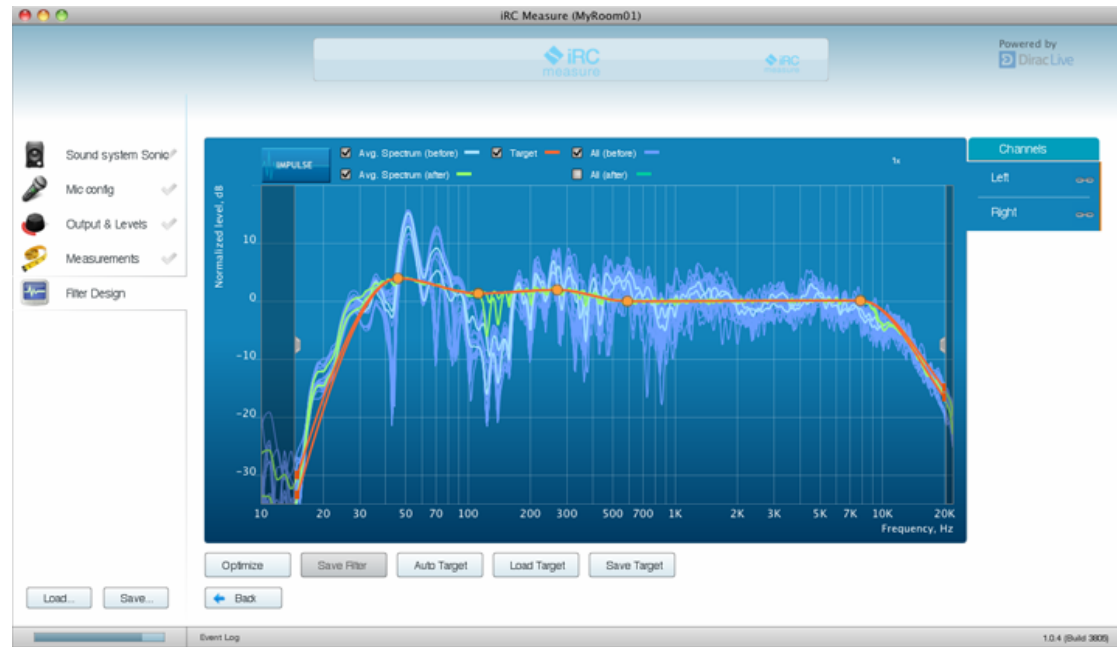 iRC Measure (MyRoom01)
iRC measure
iRC measure
Powered by
Dirac Live
Sound system Sonic
Mic config
Output & Levels
Measurements
Filter Design
IMPULSE
Avg. Spectrum (before) Target All (before)
Avg. Spectrum (after) All (after)
1x
Channels
Left
Right
Normalized level, dB
10
0
-10
-20
-30
10 20 30 50 70 100 200 300 500 700 1K 2K 3K 5K 7K 10K 20K
Frequency, Hz
Optimize Save Filter Auto Target Load Target Save Target
Load... Save... Back
Event Log 1.0.4 (Build 3808)